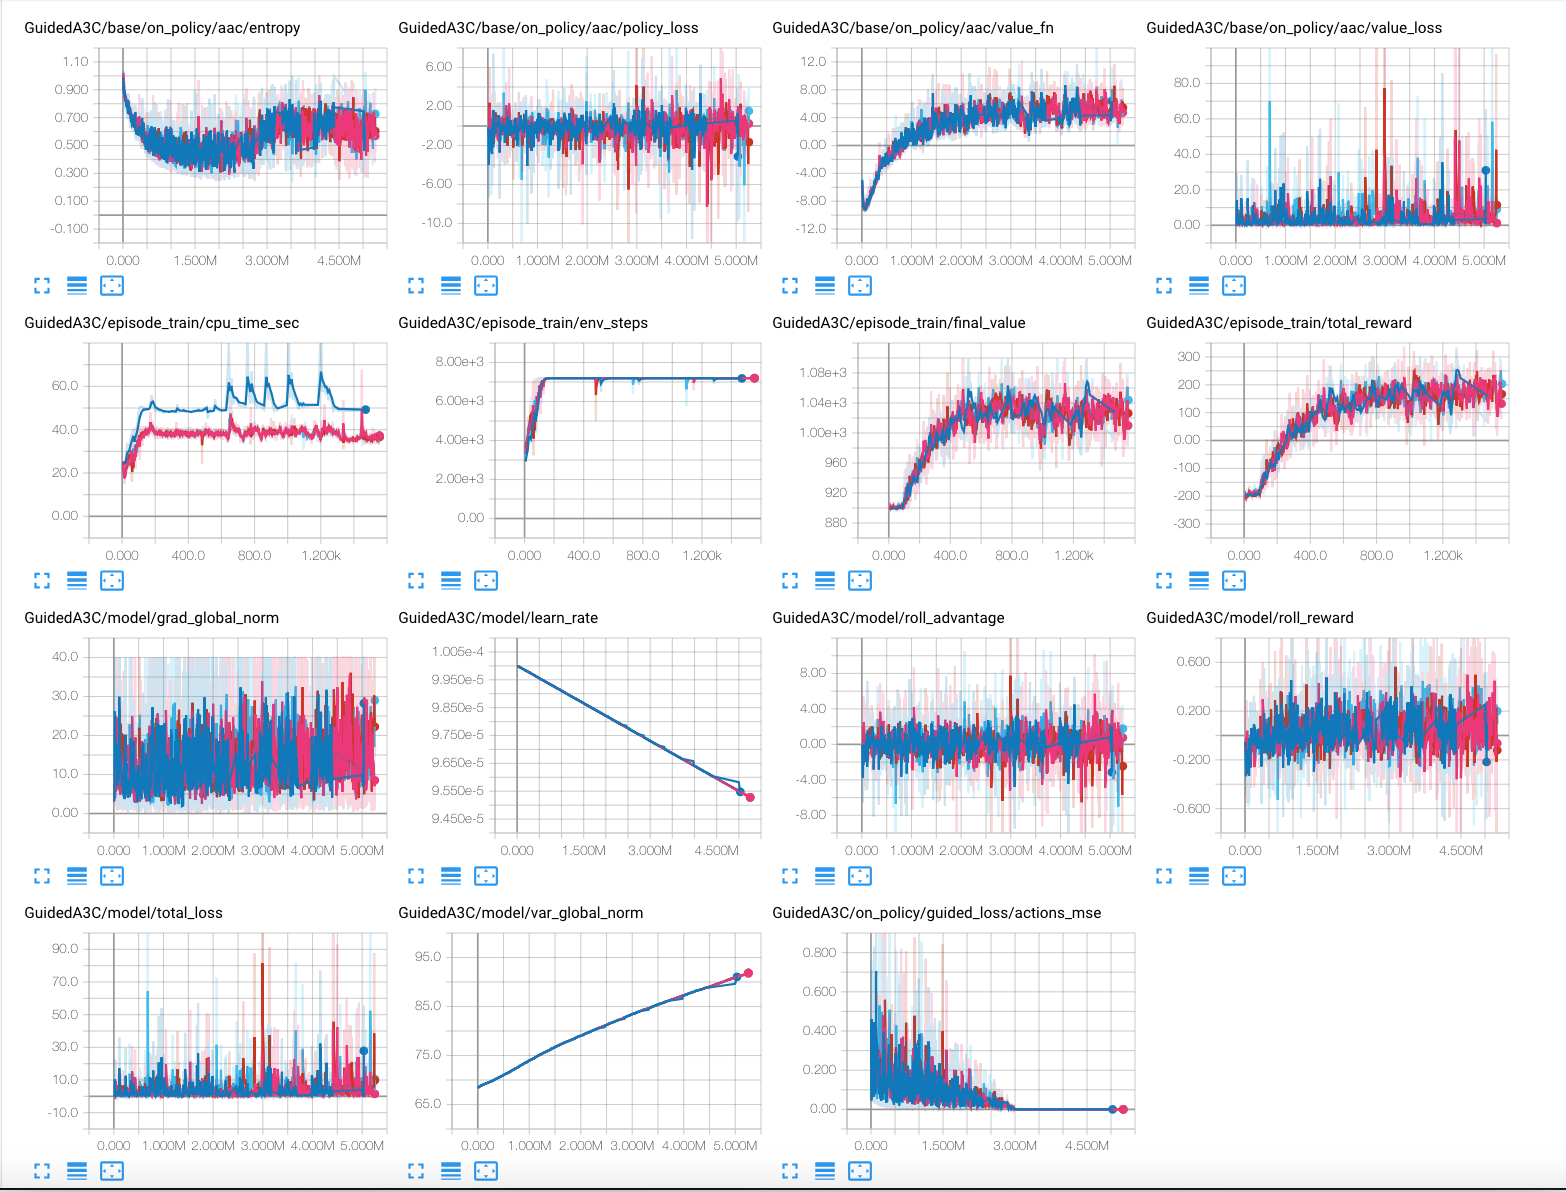 GuidedA3C/base/on_policy/aac/entropy
1.10
0.900
0.700
0.500
0.300
0.100
-0.100
0.000 1.500M 3.000M 4.500M
GuidedA3C/base/on_policy/aac/policy_loss
6.00
2.00
-2.00
-6.00
-10.0
0.000 1.000M 2.000M 3.000M 4.000M 5.000M
GuidedA3C/base/on_policy/aac/value_fn
12.0
8.00
4.00
0.00
-4.00
-8.00
-12.0
0.000 1.000M 2.000M 3.000M 4.000M 5.000M
GuidedA3C/base/on_policy/aac/value_loss
80.0
60.0
40.0
20.0
0.00
0.000 1.000M 2.000M 3.000M 4.000M 5.000M
GuidedA3C/episode_train/cpu_time_sec
60.0
40.0
20.0
0.00
0.000 400.0 800.0 1.200k
GuidedA3C/episode_train/env_steps
8.00e+3
6.00e+3
4.00e+3
2.00e+3
0.00
0.000 400.0 800.0 1.200k
GuidedA3C/episode_train/final_value
1.08e+3
1.04e+3
1.00e+3
960
920
880
0.000 400.0 800.0 1.200k
GuidedA3C/episode_train/total_reward
300
200
100
0.00
-100
-200
-300
0.000 400.0 800.0 1.200k
GuidedA3C/model/grad_global_norm
40.0
30.0
20.0
10.0
0.00
0.000 1.000M 2.000M 3.000M 4.000M 5.000M
GuidedA3C/model/learn_rate
1.005e-4
9.950e-5
9.850e-5
9.750e-5
9.650e-5
9.550e-5
9.450e-5
0.000 1.500M 3.000M 4.500M
GuidedA3C/model/roll_advantage
8.00
4.00
0.00
-4.00
-8.00
0.000 1.000M 2.000M 3.000M 4.000M 5.000M
GuidedA3C/model/roll_reward
0.600
0.200
-0.200
-0.600
0.000 1.500M 3.000M 4.500M
GuidedA3C/model/total_loss
90.0
70.0
50.0
30.0
10.0
-10.0
0.000 1.000M 2.000M 3.000M 4.000M 5.000M
GuidedA3C/model/var_global_norm
95.0
85.0
75.0
65.0
0.000 1.000M 2.000M 3.000M 4.000M 5.000M
GuidedA3C/on_policy/guided_loss/actions_mse
0.800
0.600
0.400
0.200
0.00
0.000 1.500M 3.000M 4.500M